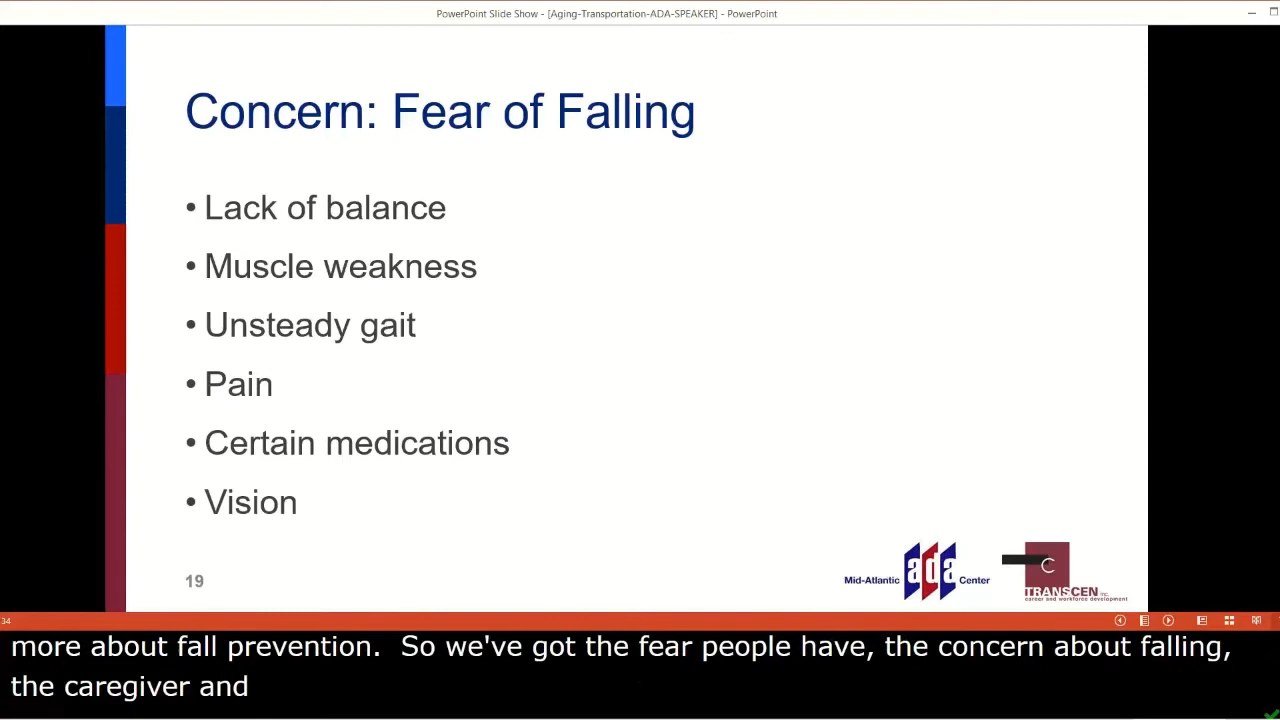 PowerPoint Slide Show - [Aging-Transportation-ADA-SPEAKER] - PowerPoint
Concern: Fear of Falling
• Lack of balance
• Muscle weakness
• Unsteady gait
• Pain
• Certain medications
• Vision
19
Mid-Atlantic ada Center
C
TRANSCEN inc.
career and workforce development
34
more about fall prevention.  So we've got the fear people have, the concern about falling,
the caregiver and